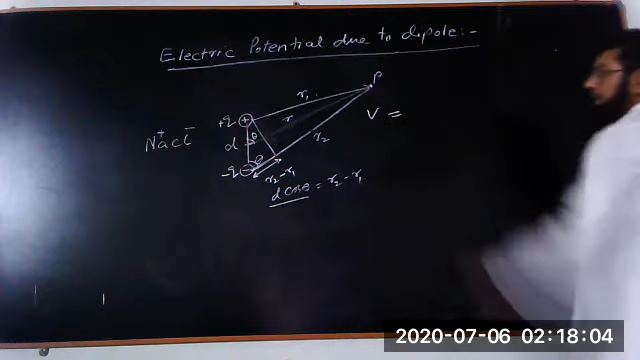 Electric Potential due to dipole:-
P
r₁
+q + r
V =
Na⁺Cl⁻ d θ r₂
θ
-q - r₂-r₁
d cosθ = r₂-r₁
2020-07-06 02:18:04